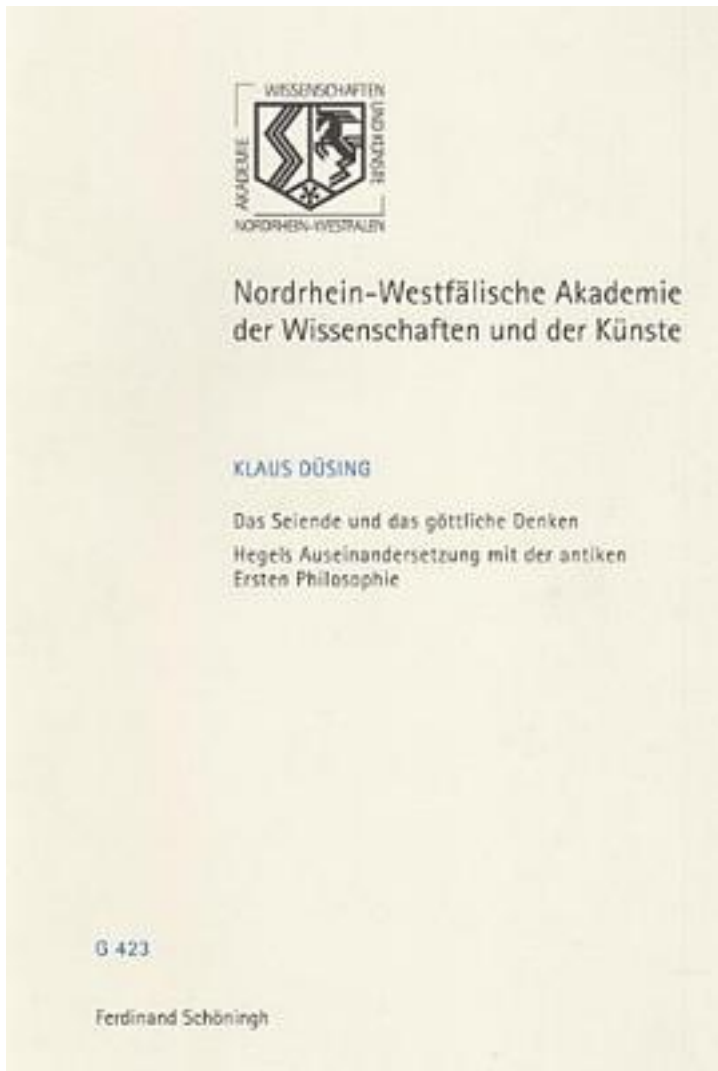 WISSENSCHAFTEN
UND KÜNSTE
AKADEMIE
NORDRHEIN-WESTFALEN
Nordrhein-Westfälische Akademie
der Wissenschaften und der Künste
KLAUS DÜSING
Das Seiende und das göttliche Denken
Hegels Auseinandersetzung mit der antiken
Ersten Philosophie
G 423
Ferdinand Schöningh